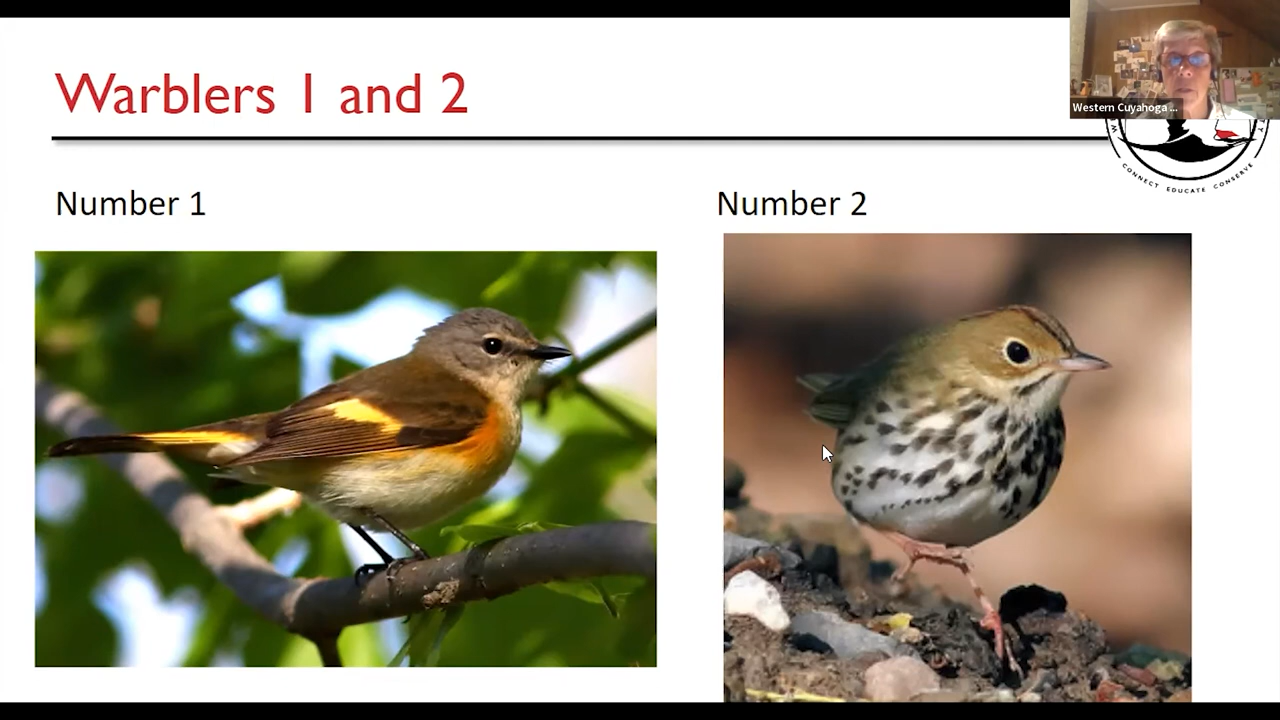 Warblers 1 and 2
Western Cuyahoga ...
CONNECT EDUCATE CONSERVE
Number 1
Number 2